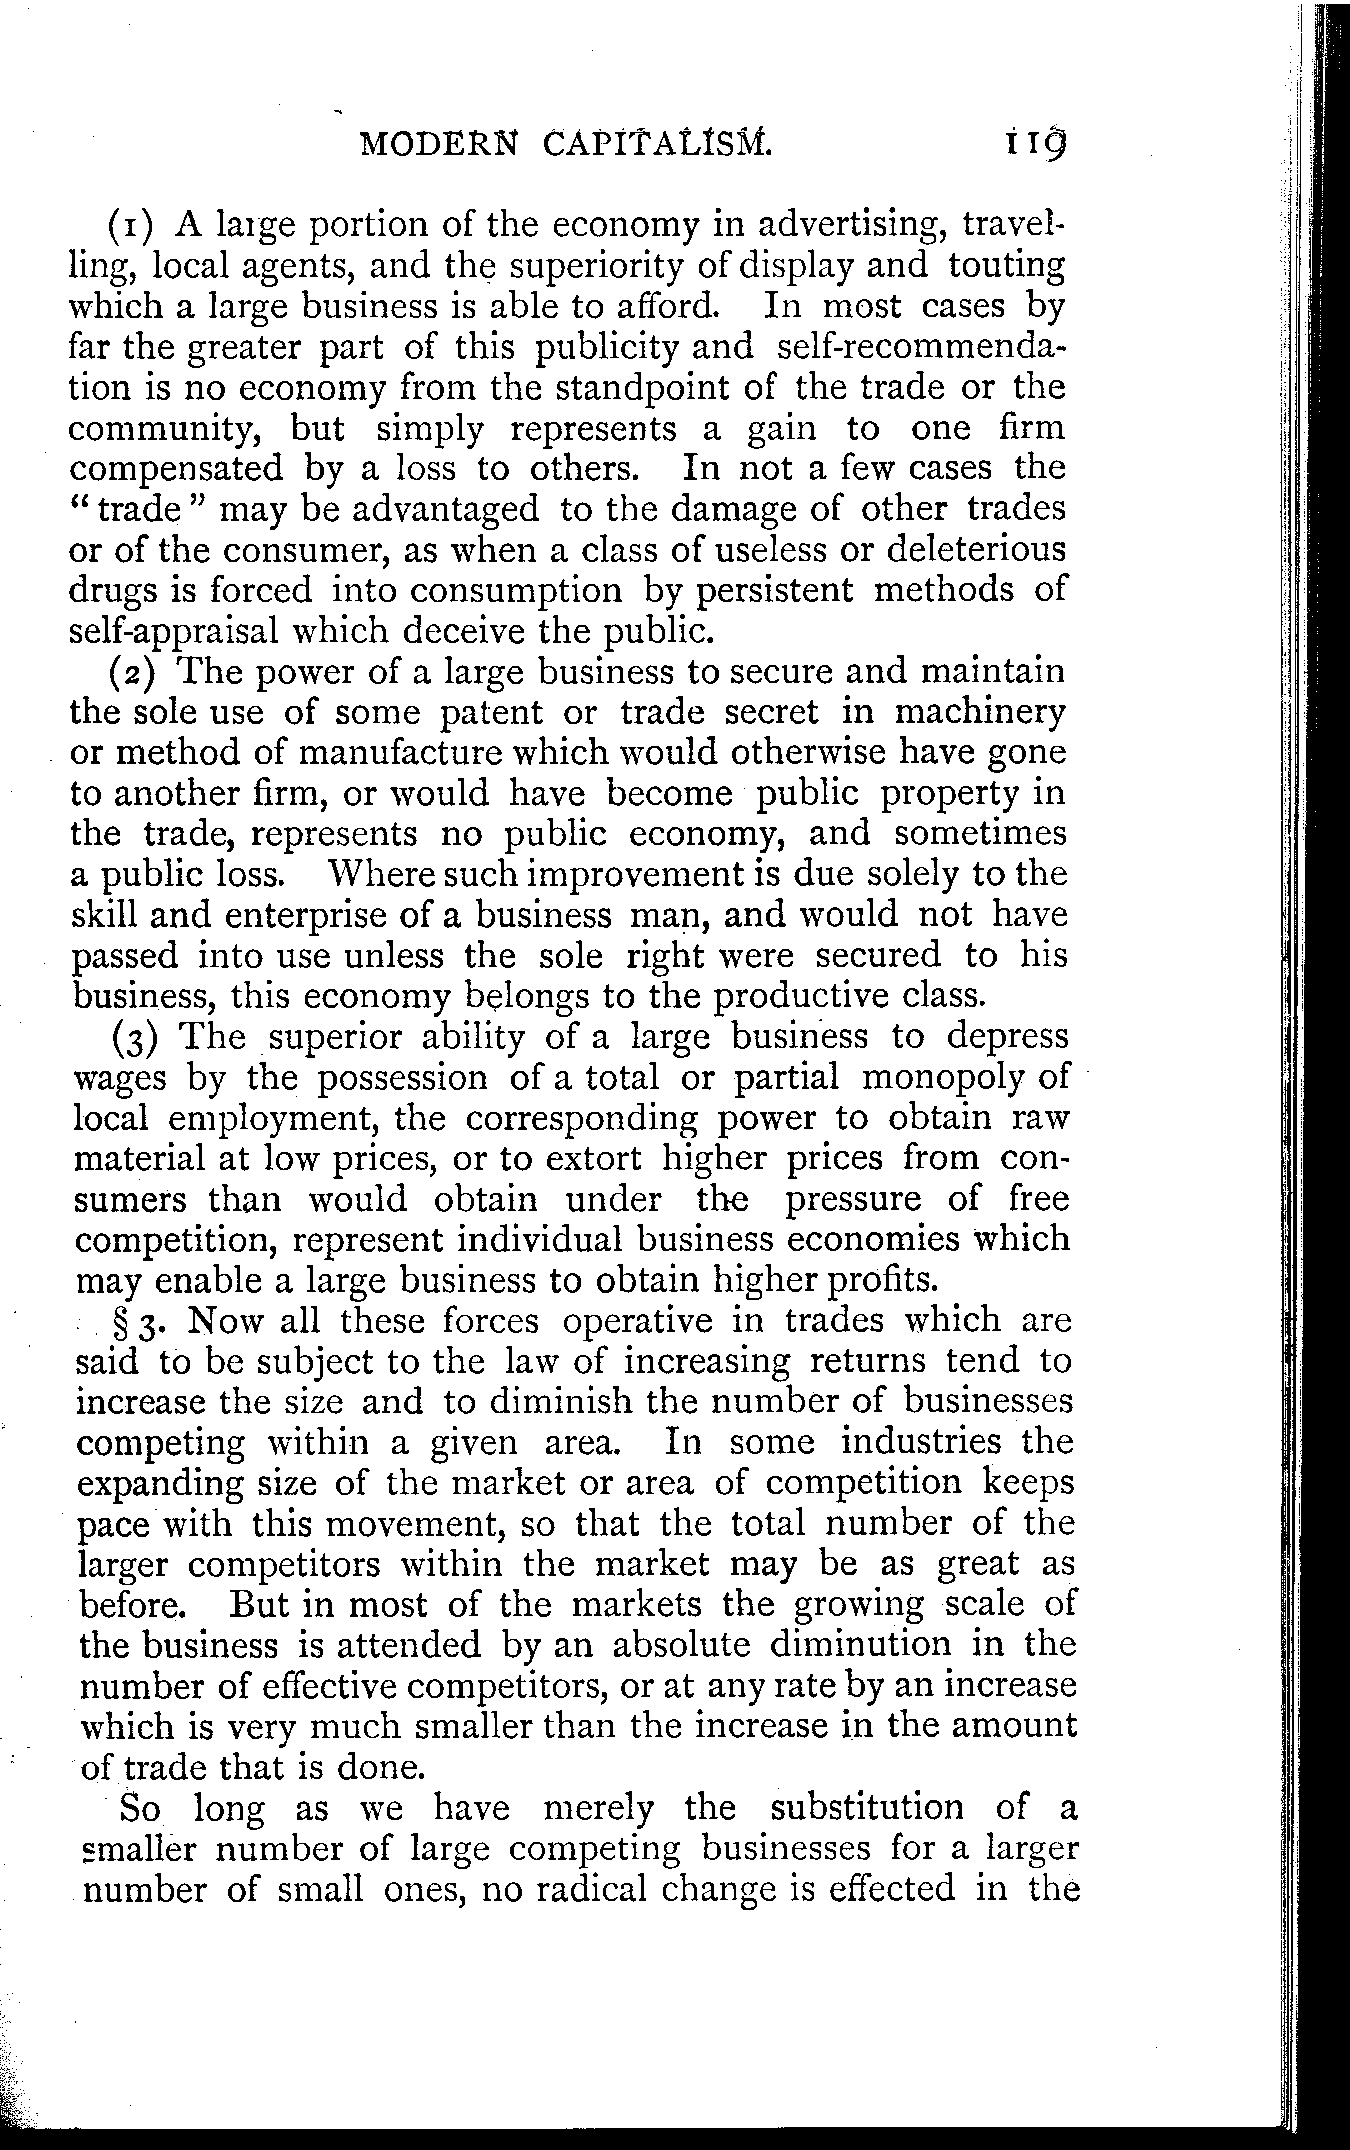 MODERN CAPITALISM. 119
(1) A large portion of the economy in advertising, travel-
ling, local agents, and the superiority of display and touting
which a large business is able to afford. In most cases by
far the greater part of this publicity and self-recommenda-
tion is no economy from the standpoint of the trade or the
community, but simply represents a gain to one firm
compensated by a loss to others. In not a few cases the
"trade" may be advantaged to the damage of other trades
or of the consumer, as when a class of useless or deleterious
drugs is forced into consumption by persistent methods of
self-appraisal which deceive the public.
(2) The power of a large business to secure and maintain
the sole use of some patent or trade secret in machinery
or method of manufacture which would otherwise have gone
to another firm, or would have become public property in
the trade, represents no public economy, and sometimes
a public loss. Where such improvement is due solely to the
skill and enterprise of a business man, and would not have
passed into use unless the sole right were secured to his
business, this economy belongs to the productive class.
(3) The superior ability of a large business to depress
wages by the possession of a total or partial monopoly of
local employment, the corresponding power to obtain raw
material at low prices, or to extort higher prices from con-
sumers than would obtain under the pressure of free
competition, represent individual business economies which
may enable a large business to obtain higher profits.
§ 3. Now all these forces operative in trades which are
said to be subject to the law of increasing returns tend to
increase the size and to diminish the number of businesses
competing within a given area. In some industries the
expanding size of the market or area of competition keeps
pace with this movement, so that the total number of the
larger competitors within the market may be as great as
before. But in most of the markets the growing scale of
the business is attended by an absolute diminution in the
number of effective competitors, or at any rate by an increase
which is very much smaller than the increase in the amount
of trade that is done.
So long as we have merely the substitution of a
smaller number of large competing businesses for a larger
number of small ones, no radical change is effected in the